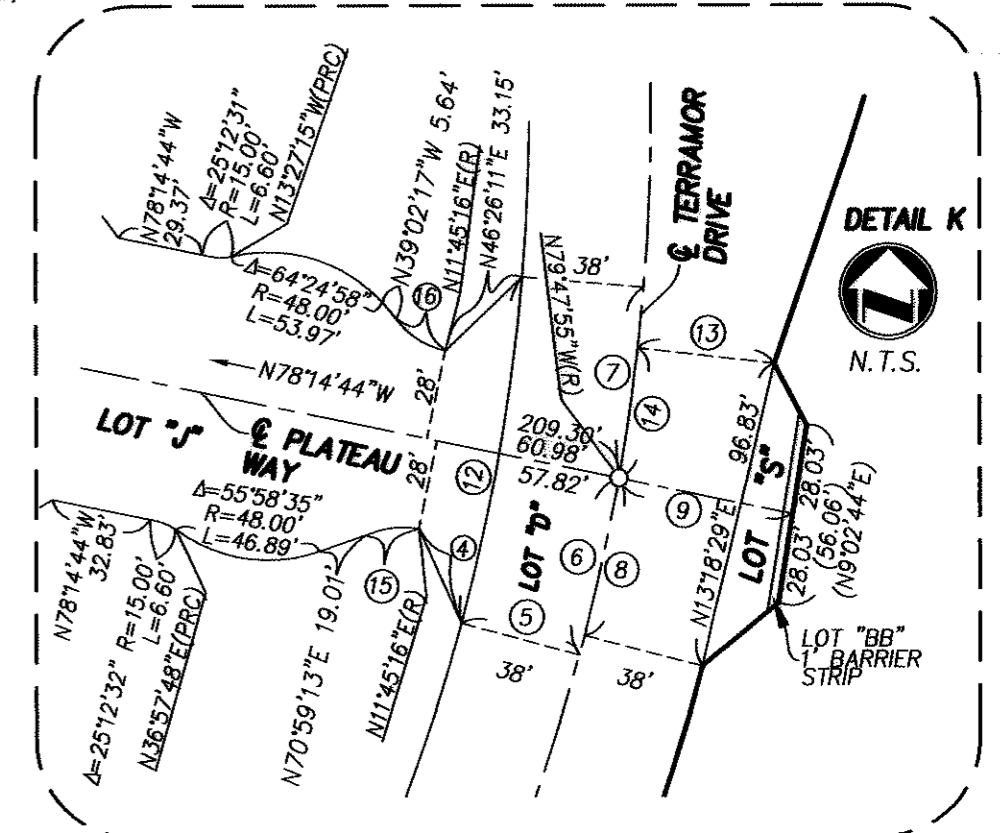 DETAIL K
N.T.S.
N78°14'44"W
29.37'
Δ=25°12'31"
R=15.00'
L=6.60'
N13°27'15"W(PRC)
Δ=64°24'58"
R=48.00'
L=53.97'
N39°02'17"W 5.64'
16
N11°45'16"E(R)
N46°26'11"E 33.15'
38'
N79°47'55"W(R)
℄ TERRAMOR
DRIVE
13
7
14
N78°14'44"W
28'
28'
LOT "J"
℄ PLATEAU
WAY
209.30'
60.98'
57.82'
12
LOT "D"
9
96.83'
N13°18'29"E
LOT "S"
28.03'
28.03'
(56.06')
(N9°02'44"E)
Δ=55°58'35"
R=48.00'
L=46.89'
N78°14'44"W
32.83'
Δ=25°12'32" R=15.00'
L=6.60'
N36°57'48"E(PRC)
N70°59'13"E 19.01'
15
N11°45'16"E(R)
4
5
6
8
38'
38'
LOT "BB"
1' BARRIER
STRIP